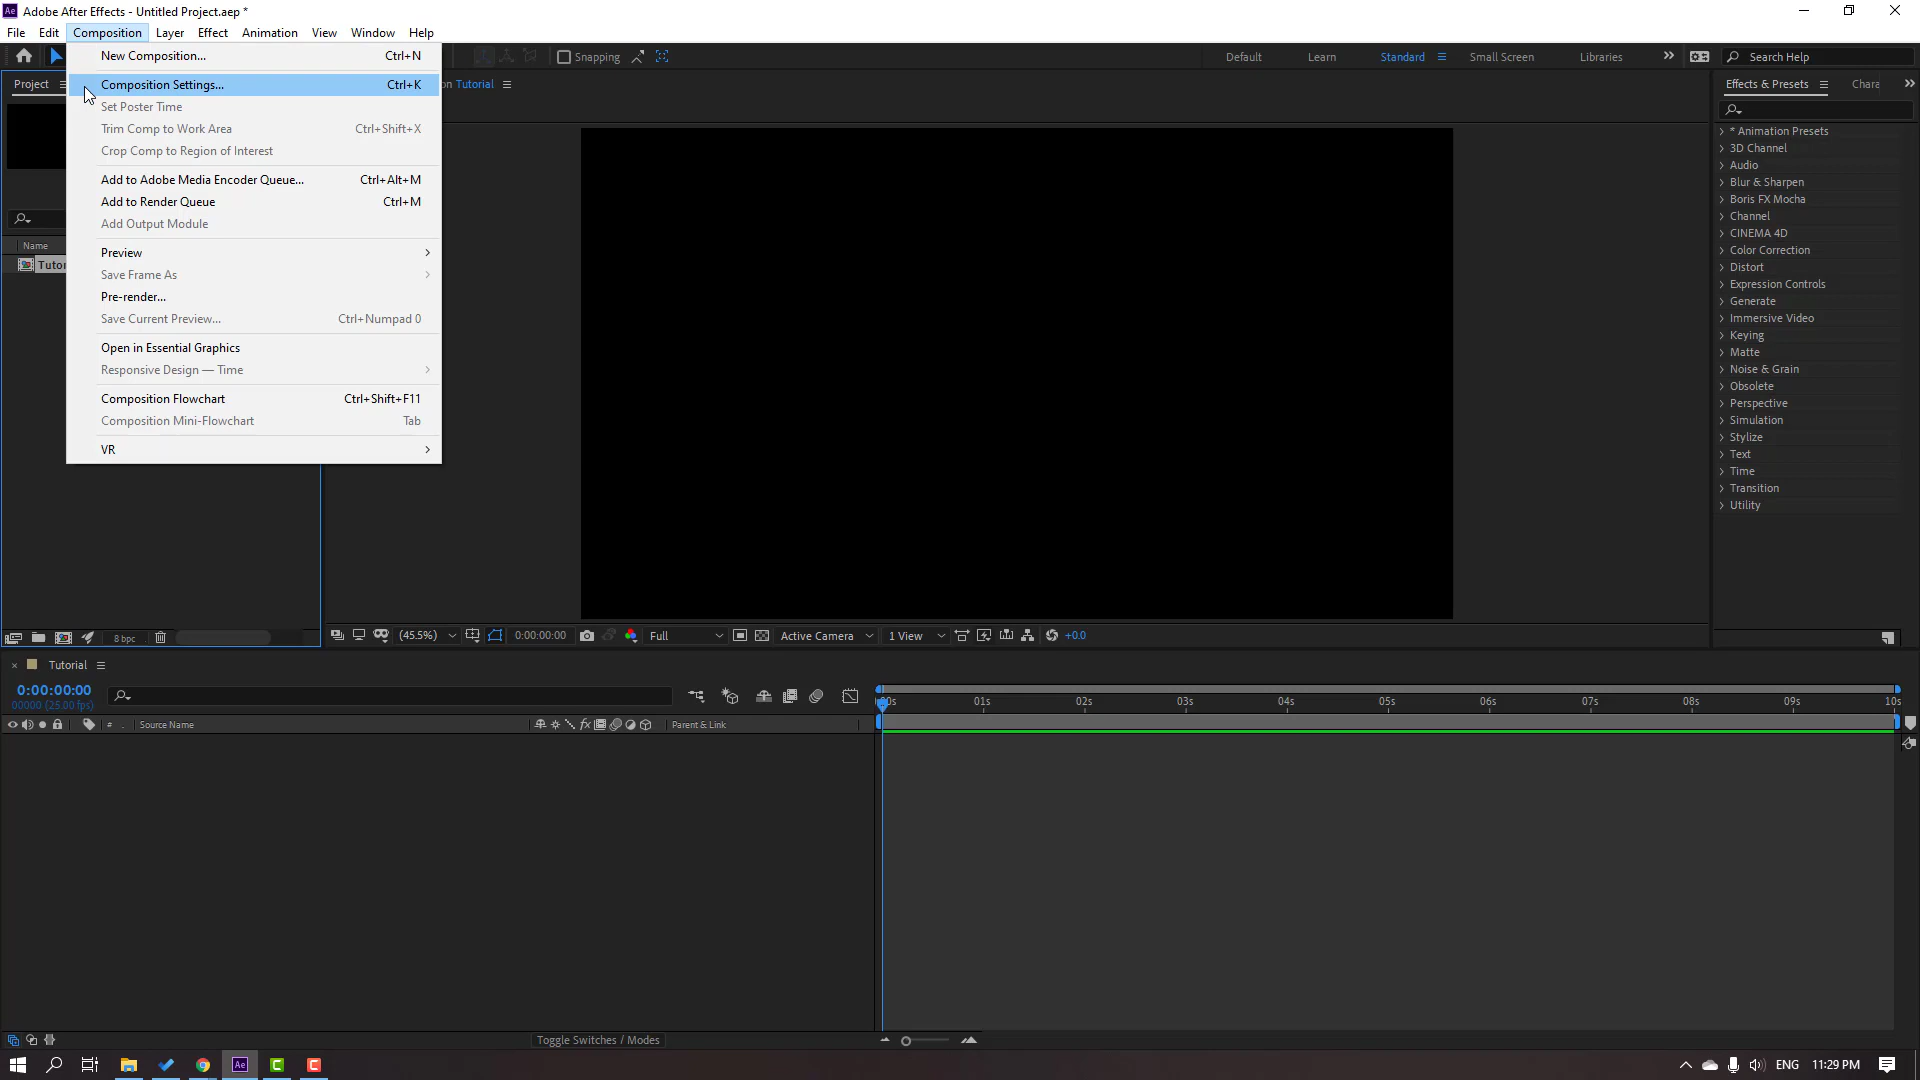 Adobe After Effects - Untitled Project.aep *
File Edit Composition Layer Effect Animation View Window Help
Snapping Default Learn Standard Small Screen Libraries Search Help
New Composition... Ctrl+N
Composition Settings... Ctrl+K
Set Poster Time
Trim Comp to Work Area Ctrl+Shift+X
Crop Comp to Region of Interest
Add to Adobe Media Encoder Queue... Ctrl+Alt+M
Add to Render Queue Ctrl+M
Add Output Module
Preview
Save Frame As
Pre-render...
Save Current Preview... Ctrl+Numpad 0
Open in Essential Graphics
Responsive Design — Time
Composition Flowchart Ctrl+Shift+F11
Composition Mini-Flowchart Tab
VR
Project
Name
Tutor
on Tutorial
Effects & Presets Chara
* Animation Presets
3D Channel
Audio
Blur & Sharpen
Boris FX Mocha
Channel
CINEMA 4D
Color Correction
Distort
Expression Controls
Generate
Immersive Video
Keying
Matte
Noise & Grain
Obsolete
Perspective
Simulation
Stylize
Text
Time
Transition
Utility
8 bpc
(45.5%) 0:00:00:00 Full Active Camera 1 View +0.0
Tutorial
0:00:00:00
00000 (25.00 fps)
00s 01s 02s 03s 04s 05s 06s 07s 08s 09s 10s
# Source Name fx Parent & Link
Toggle Switches / Modes
Ae ENG 11:29 PM